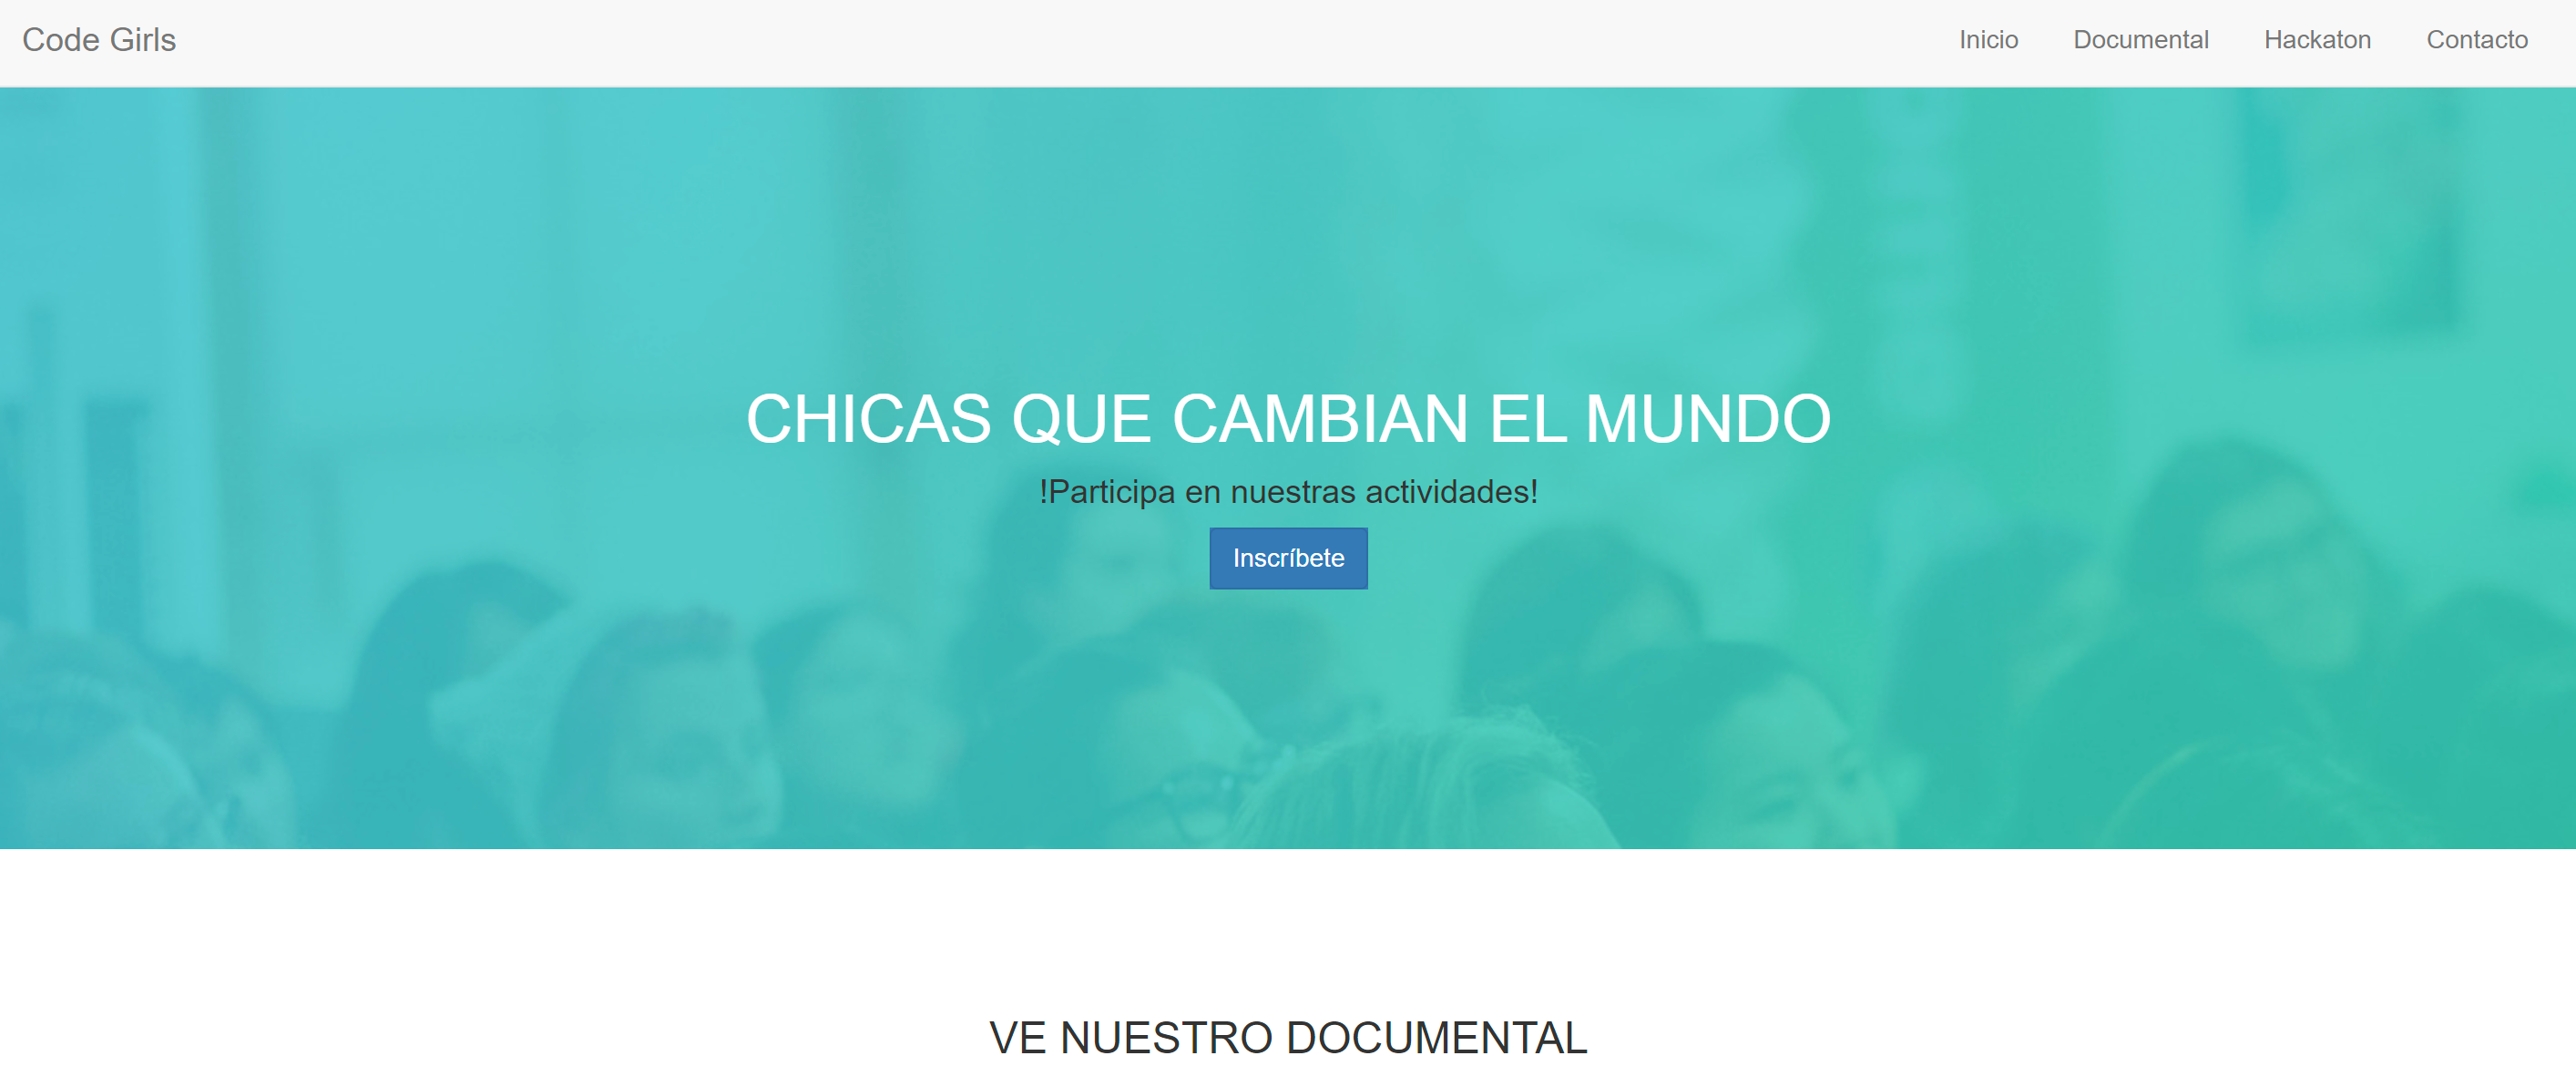 Code Girls
Inicio Documental Hackaton Contacto
CHICAS QUE CAMBIAN EL MUNDO
!Participa en nuestras actividades!
Inscríbete
VE NUESTRO DOCUMENTAL